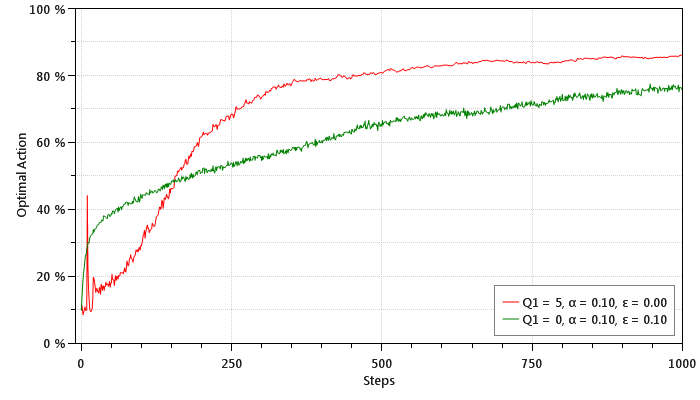 100 %
80 %
60 %
40 %
20 %
0 %
Optimal Action
0
250
500
750
1000
Steps
Q1 = 5, α = 0.10, ε = 0.00
Q1 = 0, α = 0.10, ε = 0.10